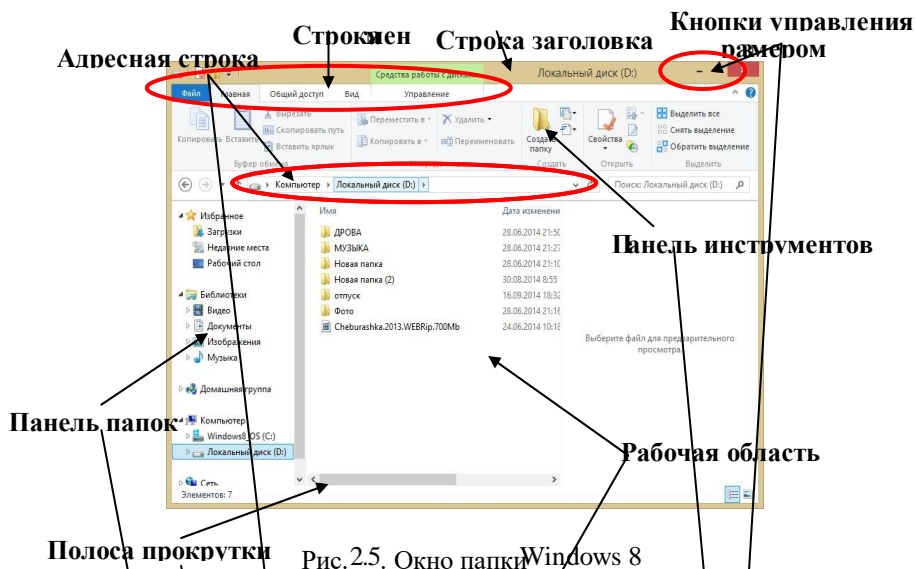 Кнопки управления
размером
Строка мен
Строка заголовка
Адресная строка
Средства работы с дисками
Локальный диск (D:)
Файл Главная Общий доступ Вид Управление
Копировать Вставить
Вырезать
Скопировать путь
Вставить ярлык
Переместить в
Копировать в
Удалить
Переименовать
Создать папку
Свойства
Выделить все
Снять выделение
Обратить выделение
Буфер обмена
Создать
Открыть
Выделить
Компьютер Локальный диск (D:)
Поиск: Локальный диск (D:)
Имя Дата изменени
Избранное
Загрузки
Недавние места
Рабочий стол
Библиотеки
Видео
Документы
Изображения
Музыка
Домашняя группа
Компьютер
Windows8_OS (C:)
Локальный диск (D:)
Сеть
Элементов: 7
ДРОВА 28.06.2014 21:50
МУЗЫКА 28.06.2014 21:27
Новая папка 28.06.2014 21:10
Новая папка (2) 30.08.2014 8:55
отпуск 16.09.2014 18:32
Фото 28.06.2014 21:16
Cheburashka.2013.WEBRip.700Mb 24.06.2014 10:18
Выберите файл для предварительного
просмотра.
Панель инструментов
Панель папок
Рабочая область
Полоса прокрутки
Рис. 2.5. Окно папки Windows 8